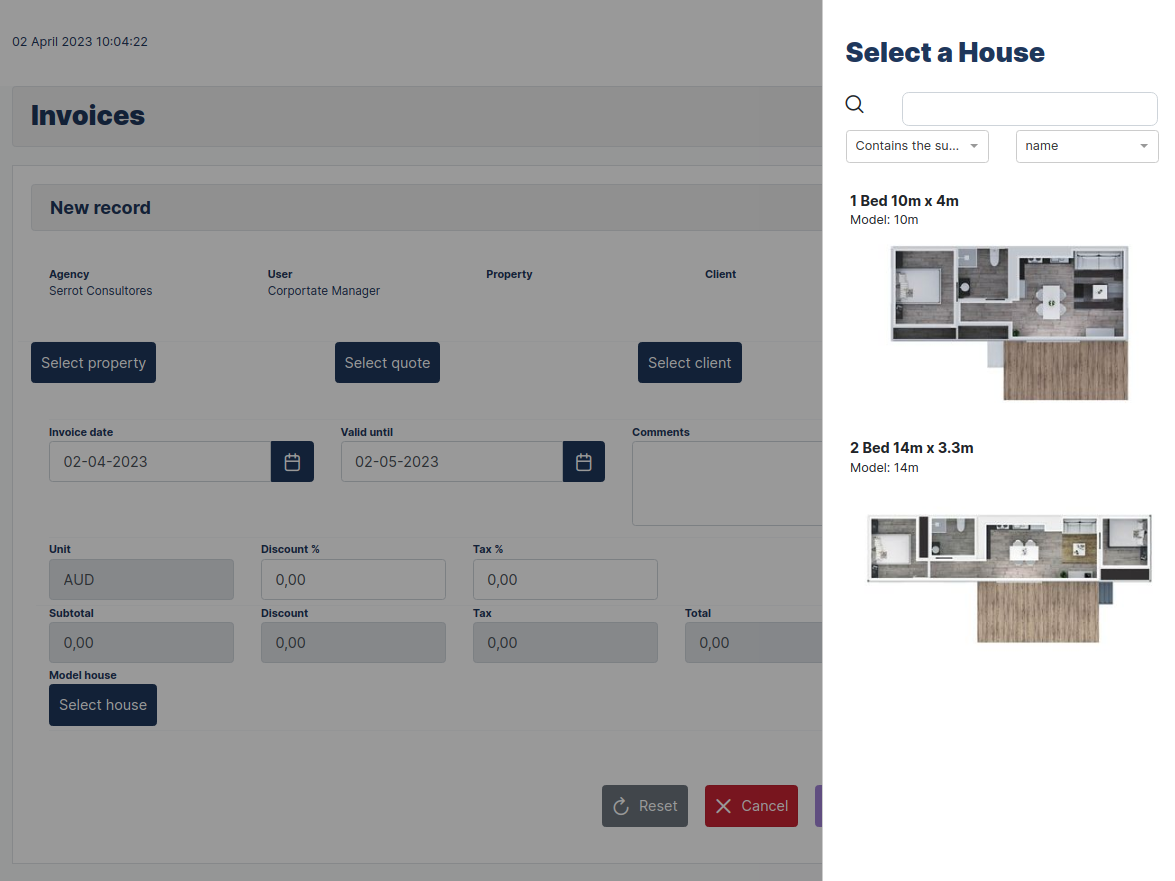 02 April 2023 10:04:22
Invoices
New record
Agency
Serrot Consultores
User
Corportate Manager
Property
Client
Select property
Select quote
Select client
Invoice date
02-04-2023
Valid until
02-05-2023
Comments
Unit
AUD
Discount %
0,00
Tax %
0,00
Subtotal
0,00
Discount
0,00
Tax
0,00
Total
0,00
Model house
Select house
Reset
Cancel
Select a House
Contains the su...
name
1 Bed 10m x 4m
Model: 10m
2 Bed 14m x 3.3m
Model: 14m